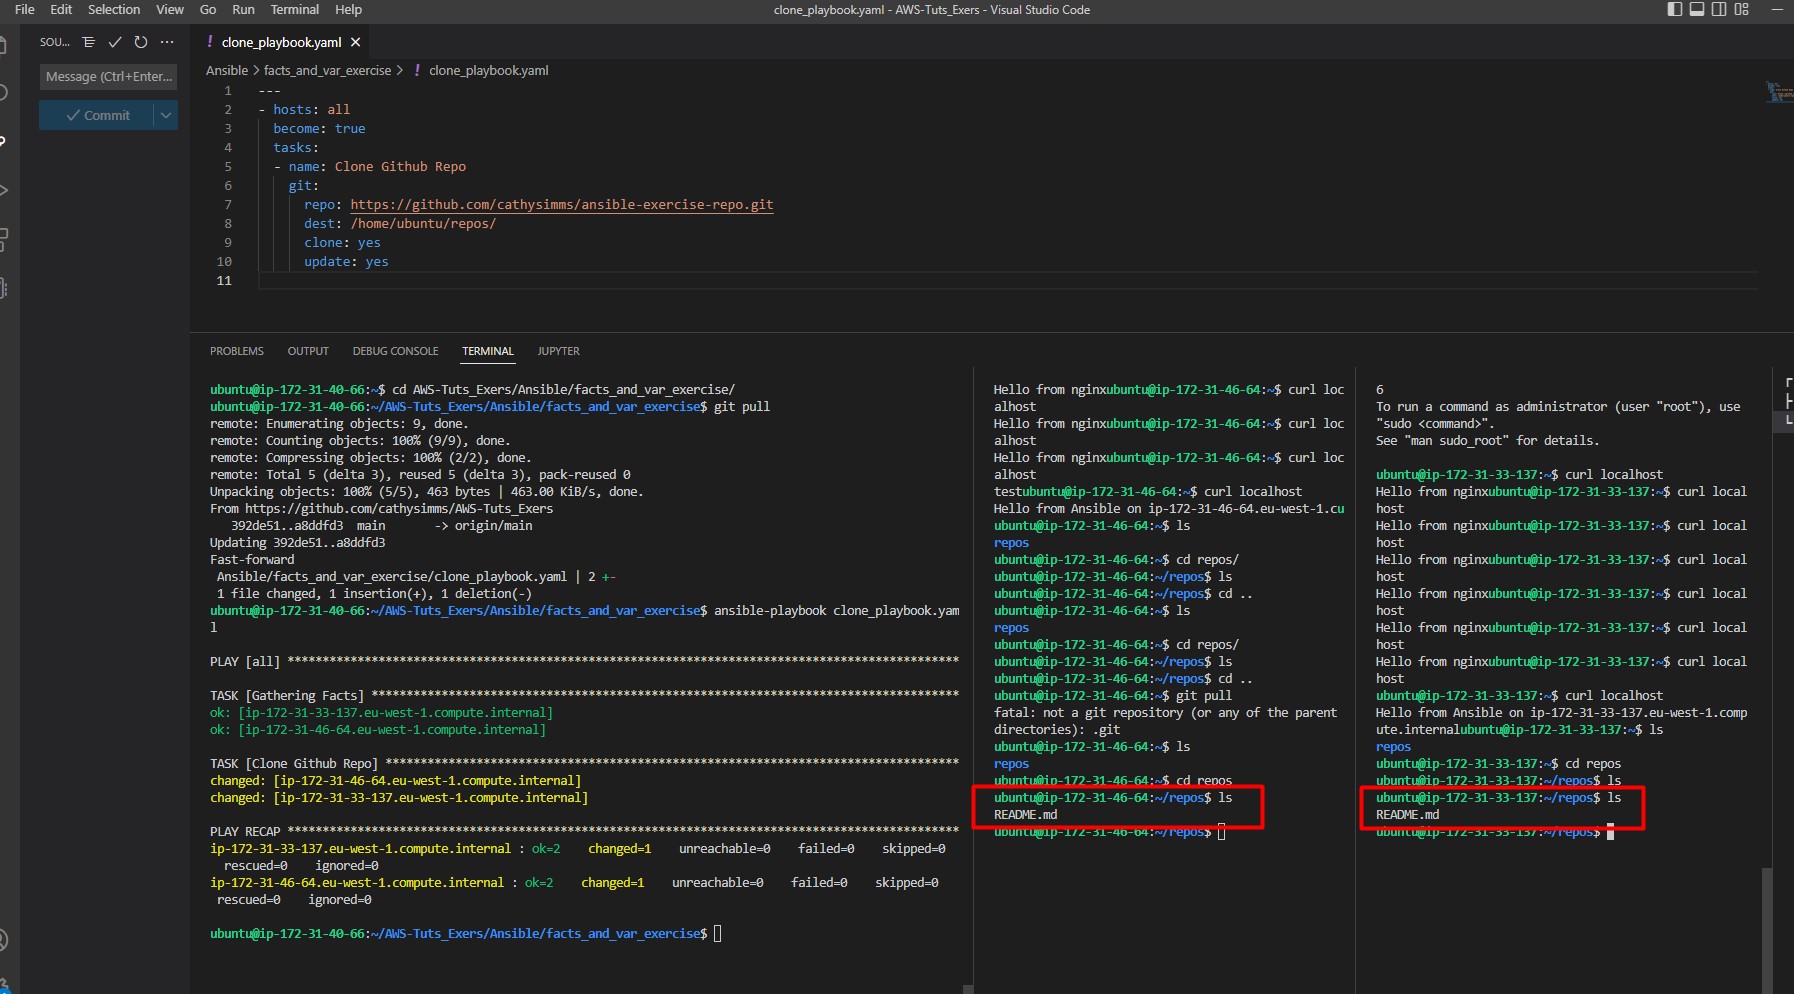 File Edit Selection View Go Run Terminal Help
clone_playbook.yaml - AWS-Tuts_Exers - Visual Studio Code
SOU...
Message (Ctrl+Enter...
Commit
! clone_playbook.yaml
Ansible > facts_and_var_exercise > ! clone_playbook.yaml
1 ---
2 - hosts: all
3 become: true
4 tasks:
5 - name: Clone Github Repo
6 git:
7 repo: https://github.com/cathysimms/ansible-exercise-repo.git
8 dest: /home/ubuntu/repos/
9 clone: yes
10 update: yes
11
PROBLEMS OUTPUT DEBUG CONSOLE TERMINAL JUPYTER
ubuntu@ip-172-31-40-66:~$ cd AWS-Tuts_Exers/Ansible/facts_and_var_exercise/
ubuntu@ip-172-31-40-66:~/AWS-Tuts_Exers/Ansible/facts_and_var_exercise$ git pull
remote: Enumerating objects: 9, done.
remote: Counting objects: 100% (9/9), done.
remote: Compressing objects: 100% (2/2), done.
remote: Total 5 (delta 3), reused 5 (delta 3), pack-reused 0
Unpacking objects: 100% (5/5), 463 bytes | 463.00 KiB/s, done.
From https://github.com/cathysimms/AWS-Tuts_Exers
392de51..a8ddfd3 main -> origin/main
Updating 392de51..a8ddfd3
Fast-forward
Ansible/facts_and_var_exercise/clone_playbook.yaml | 2 +-
1 file changed, 1 insertion(+), 1 deletion(-)
ubuntu@ip-172-31-40-66:~/AWS-Tuts_Exers/Ansible/facts_and_var_exercise$ ansible-playbook clone_playbook.yam
l
PLAY [all] ********************************************************************************
TASK [Gathering Facts] **********************************************************************
ok: [ip-172-31-33-137.eu-west-1.compute.internal]
ok: [ip-172-31-46-64.eu-west-1.compute.internal]
TASK [Clone Github Repo] ********************************************************************
changed: [ip-172-31-46-64.eu-west-1.compute.internal]
changed: [ip-172-31-33-137.eu-west-1.compute.internal]
PLAY RECAP ********************************************************************************
ip-172-31-33-137.eu-west-1.compute.internal : ok=2 changed=1 unreachable=0 failed=0 skipped=0
rescued=0 ignored=0
ip-172-31-46-64.eu-west-1.compute.internal : ok=2 changed=1 unreachable=0 failed=0 skipped=0
rescued=0 ignored=0
ubuntu@ip-172-31-40-66:~/AWS-Tuts_Exers/Ansible/facts_and_var_exercise$
Hello from nginxubuntu@ip-172-31-46-64:~$ curl loc
alhost
Hello from nginxubuntu@ip-172-31-46-64:~$ curl loc
alhost
Hello from nginxubuntu@ip-172-31-46-64:~$ curl loc
alhost
testubuntu@ip-172-31-46-64:~$ curl localhost
Hello from Ansible on ip-172-31-46-64.eu-west-1.cu
ubuntu@ip-172-31-46-64:~$ ls
repos
ubuntu@ip-172-31-46-64:~$ cd repos/
ubuntu@ip-172-31-46-64:~/repos$ ls
ubuntu@ip-172-31-46-64:~/repos$ cd ..
ubuntu@ip-172-31-46-64:~$ ls
repos
ubuntu@ip-172-31-46-64:~$ cd repos/
ubuntu@ip-172-31-46-64:~/repos$ ls
ubuntu@ip-172-31-46-64:~/repos$ cd ..
ubuntu@ip-172-31-46-64:~$ git pull
fatal: not a git repository (or any of the parent
directories): .git
ubuntu@ip-172-31-46-64:~$ ls
repos
ubuntu@ip-172-31-46-64:~$ cd repos
ubuntu@ip-172-31-46-64:~/repos$ ls
README.md
ubuntu@ip-172-31-46-64:~/repos$
6
To run a command as administrator (user "root"), use
"sudo <command>".
See "man sudo_root" for details.
ubuntu@ip-172-31-33-137:~$ curl localhost
Hello from nginxubuntu@ip-172-31-33-137:~$ curl local
host
Hello from nginxubuntu@ip-172-31-33-137:~$ curl local
host
Hello from nginxubuntu@ip-172-31-33-137:~$ curl local
host
Hello from nginxubuntu@ip-172-31-33-137:~$ curl local
host
Hello from nginxubuntu@ip-172-31-33-137:~$ curl local
host
Hello from nginxubuntu@ip-172-31-33-137:~$ curl local
host
ubuntu@ip-172-31-33-137:~$ curl localhost
Hello from Ansible on ip-172-31-33-137.eu-west-1.comp
ute.internalubuntu@ip-172-31-33-137:~$ ls
repos
ubuntu@ip-172-31-33-137:~$ cd repos
ubuntu@ip-172-31-33-137:~/repos$ ls
ubuntu@ip-172-31-33-137:~/repos$ ls
README.md
ubuntu@ip-172-31-33-137:~/repos$